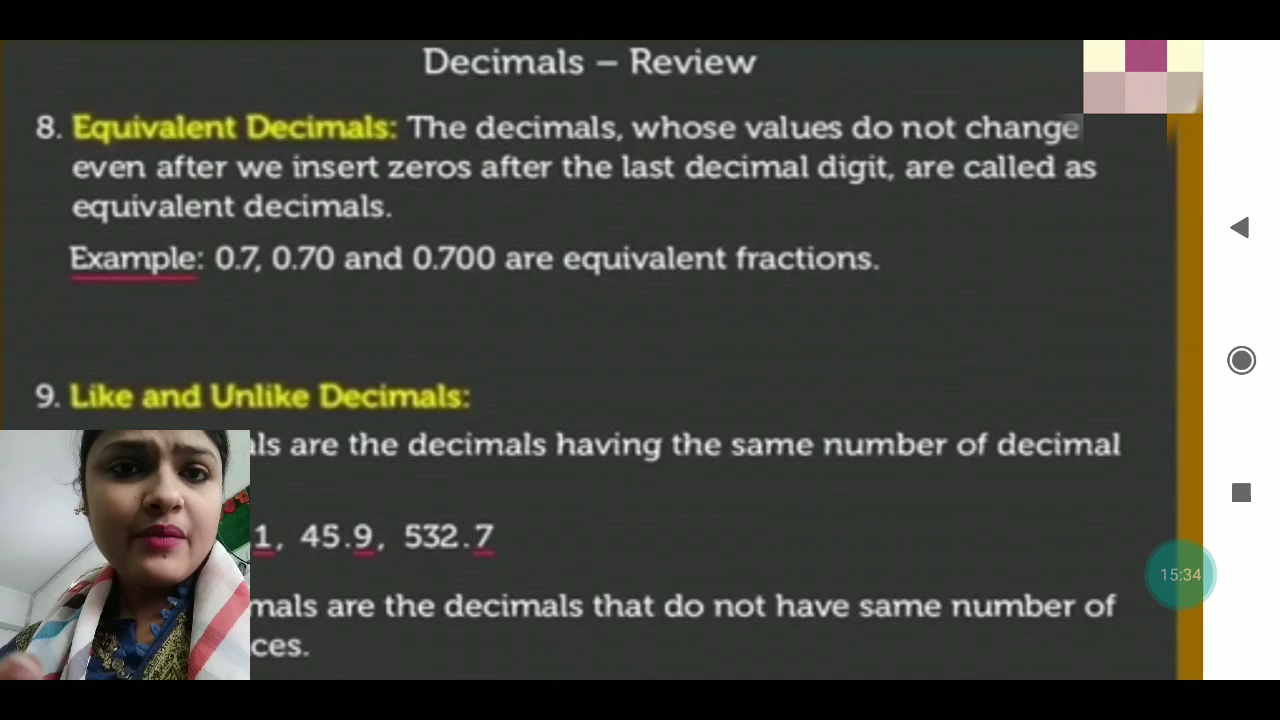 Decimals – Review
8. Equivalent Decimals: The decimals, whose values do not change
even after we insert zeros after the last decimal digit, are called as
equivalent decimals.
Example: 0.7, 0.70 and 0.700 are equivalent fractions.
9. Like and Unlike Decimals:
are the decimals having the same number of decimal
1, 45.9, 532.7
are the decimals that do not have same number of
15:34